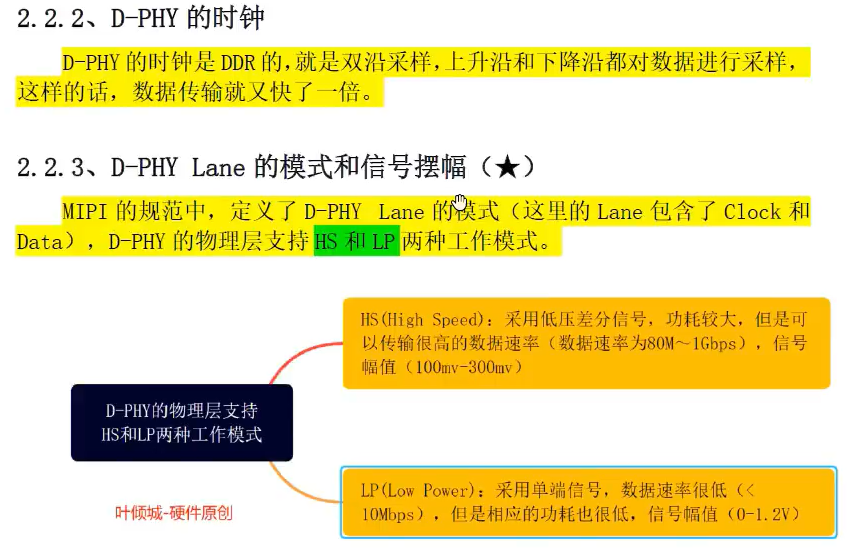 2.2.2、D-PHY 的时钟
D-PHY 的时钟是 DDR 的，就是双沿采样，上升沿和下降沿都对数据进行采样，
这样的话，数据传输就又快了一倍。
2.2.3、D-PHY Lane 的模式和信号摆幅（★）
MIPI 的规范中，定义了 D-PHY Lane 的模式（这里的 Lane 包含了 Clock 和
Data），D-PHY 的物理层支持 HS 和 LP 两种工作模式。
HS(High Speed)：采用低压差分信号，功耗较大，但是可
以传输很高的数据速率（数据速率为80M～1Gbps），信号
幅值（100mv-300mv）
D-PHY的物理层支持
HS和LP两种工作模式
LP(Low Power)：采用单端信号，数据速率很低（<
10Mbps），但是相应的功耗也很低，信号幅值（0-1.2V）
叶倾城-硬件原创